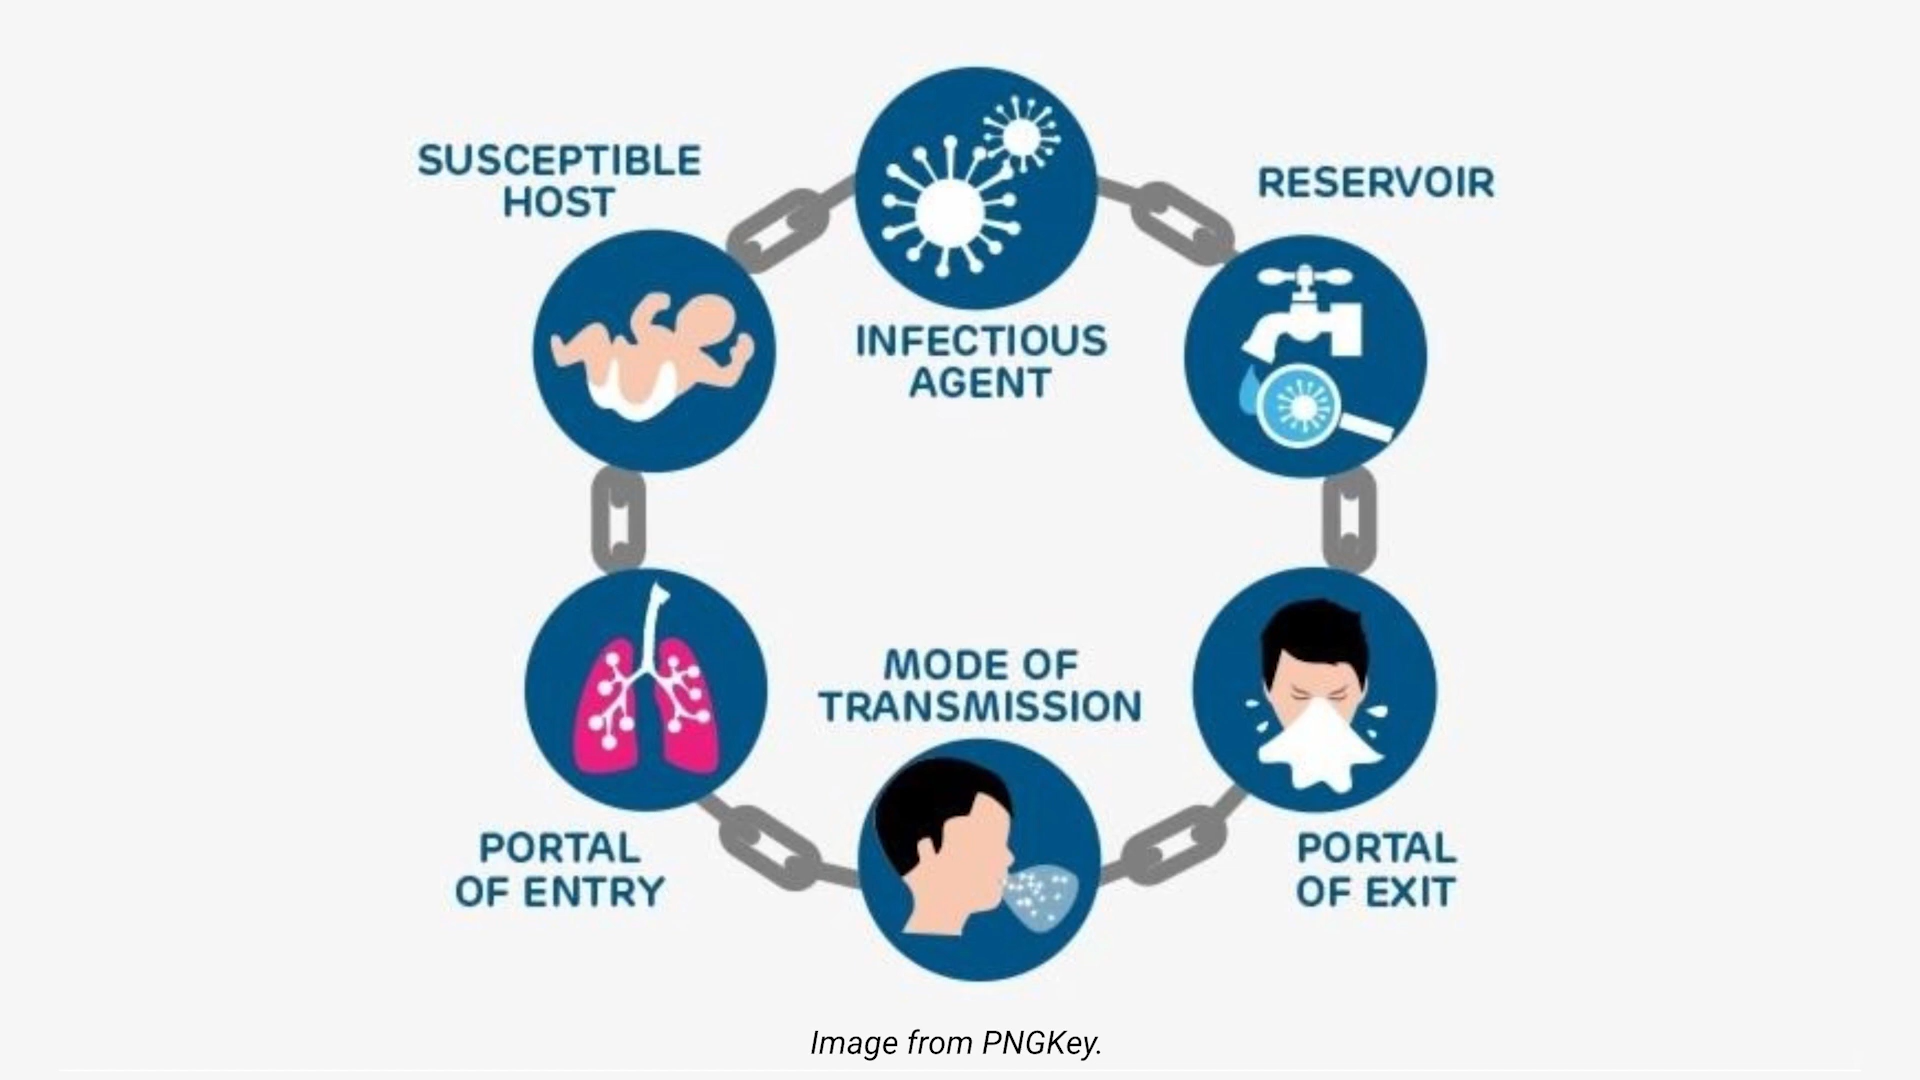 SUSCEPTIBLE
HOST
RESERVOIR
INFECTIOUS
AGENT
MODE OF
TRANSMISSION
PORTAL
OF ENTRY
PORTAL
OF EXIT
Image from PNGKey.